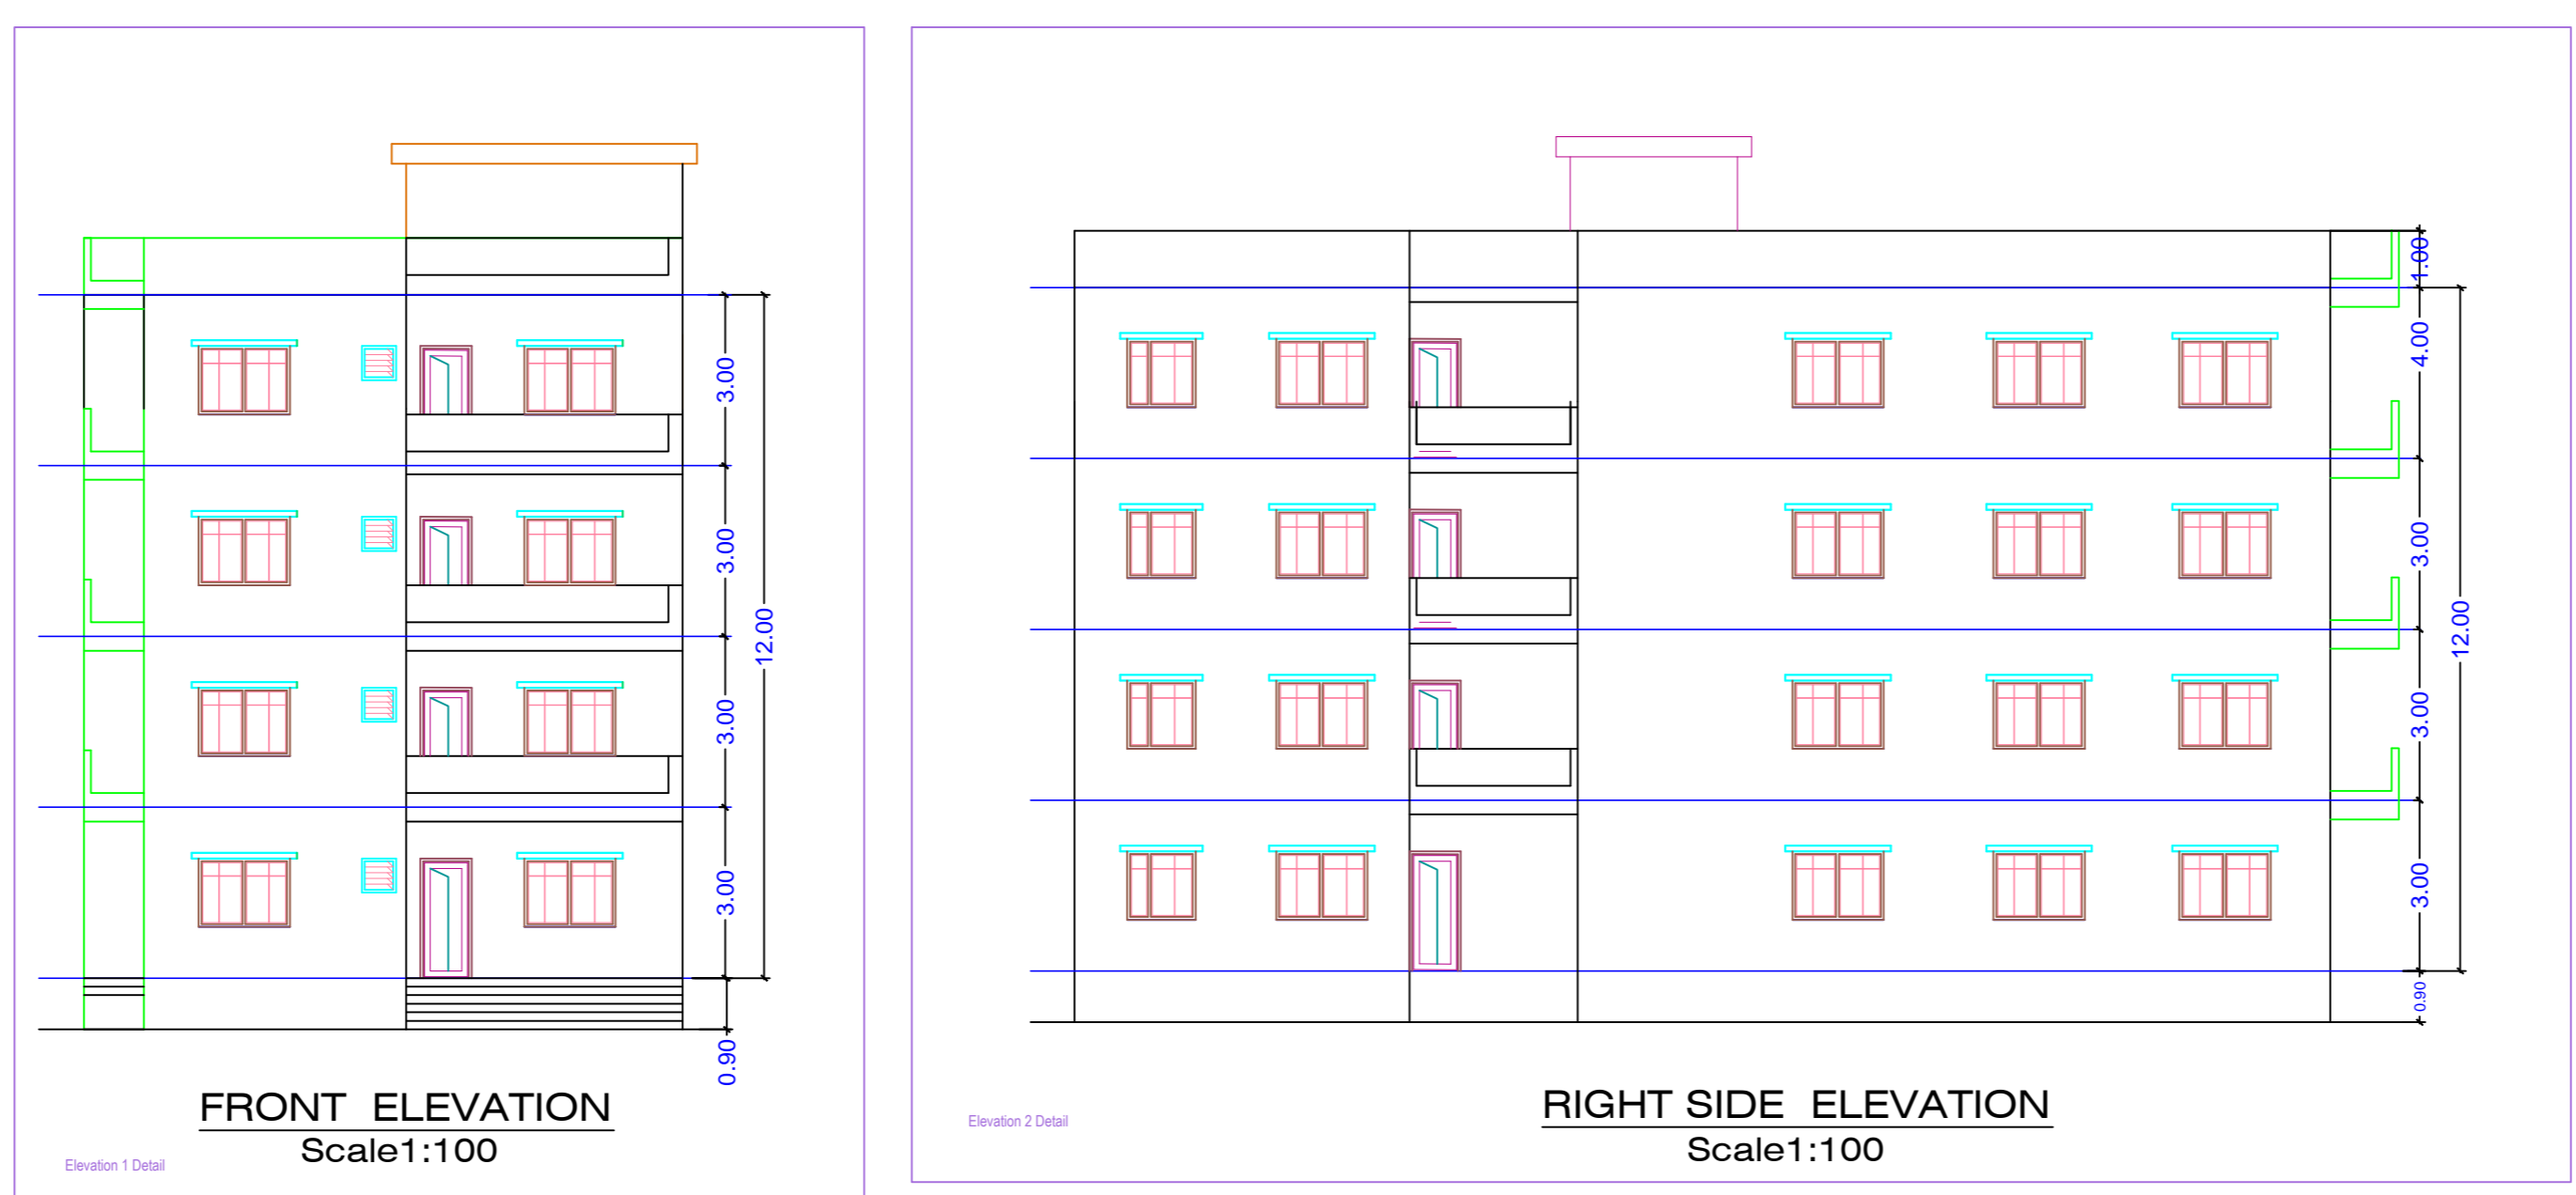 3.00
3.00
3.00
3.00
12.00
0.90
FRONT ELEVATION
Scale1:100
Elevation 1 Detail
1.00
4.00
3.00
3.00
3.00
12.00
0.90
RIGHT SIDE ELEVATION
Scale1:100
Elevation 2 Detail